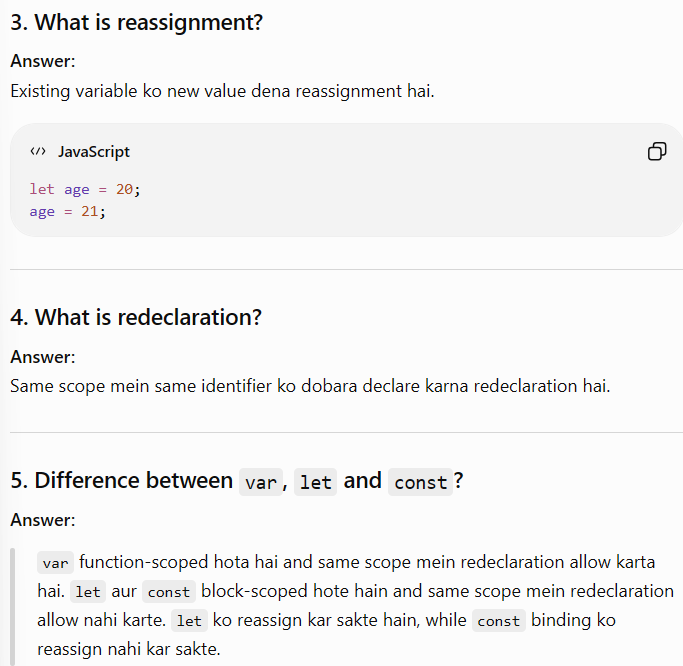 3. What is reassignment?
Answer:
Existing variable ko new value dena reassignment hai.
</> JavaScript
let age = 20;
age = 21;
4. What is redeclaration?
Answer:
Same scope mein same identifier ko dobara declare karna redeclaration hai.
5. Difference between var, let and const?
Answer:
var function-scoped hota hai and same scope mein redeclaration allow karta
hai. let aur const block-scoped hote hain and same scope mein redeclaration
allow nahi karte. let ko reassign kar sakte hain, while const binding ko
reassign nahi kar sakte.